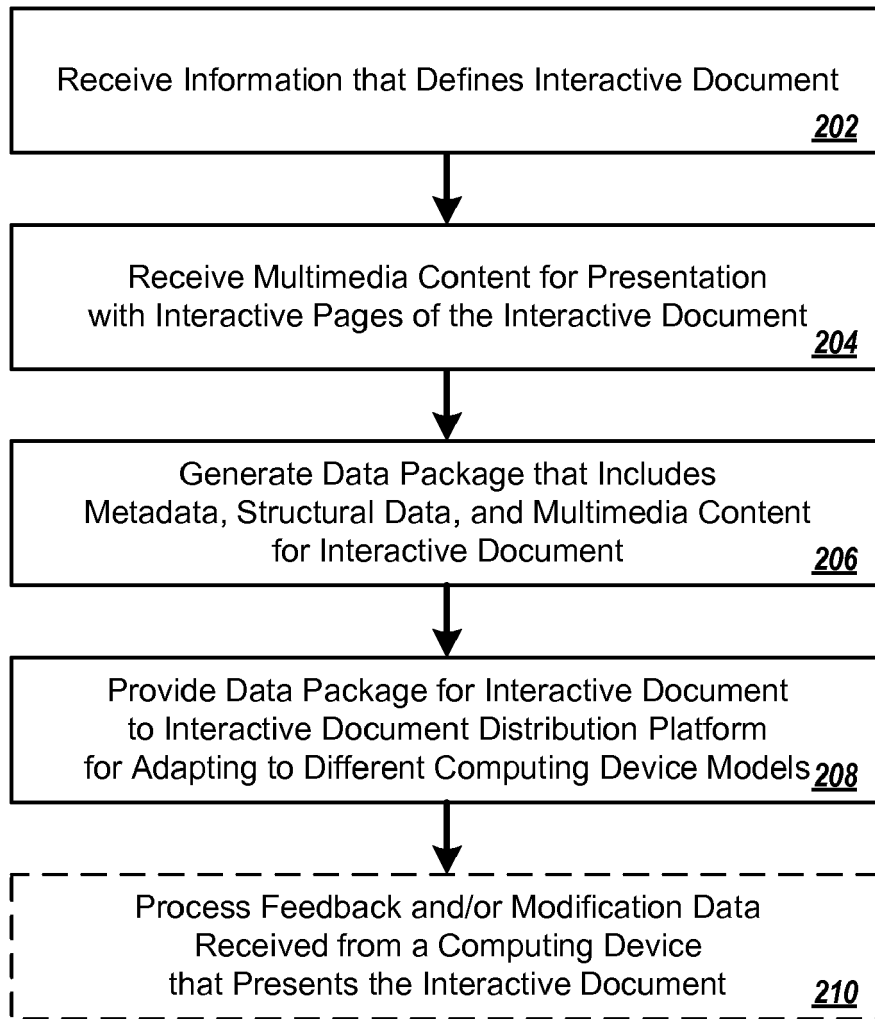 Receive Information that Defines Interactive Document
202
Receive Multimedia Content for Presentation
with Interactive Pages of the Interactive Document
204
Generate Data Package that Includes
Metadata, Structural Data, and Multimedia Content
for Interactive Document
206
Provide Data Package for Interactive Document
to Interactive Document Distribution Platform
for Adapting to Different Computing Device Models
208
Process Feedback and/or Modification Data
Received from a Computing Device
that Presents the Interactive Document
210